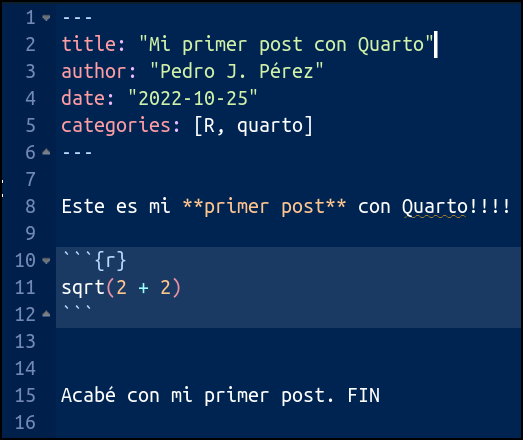 1 ---
2 title: "Mi primer post con Quarto"
3 author: "Pedro J. Pérez"
4 date: "2022-10-25"
5 categories: [R, quarto]
6 ---
7
8 Este es mi **primer post** con Quarto!!!!
9
10 ```{r}
11 sqrt(2 + 2)
12 ```
13
14
15 Acabé con mi primer post. FIN
16